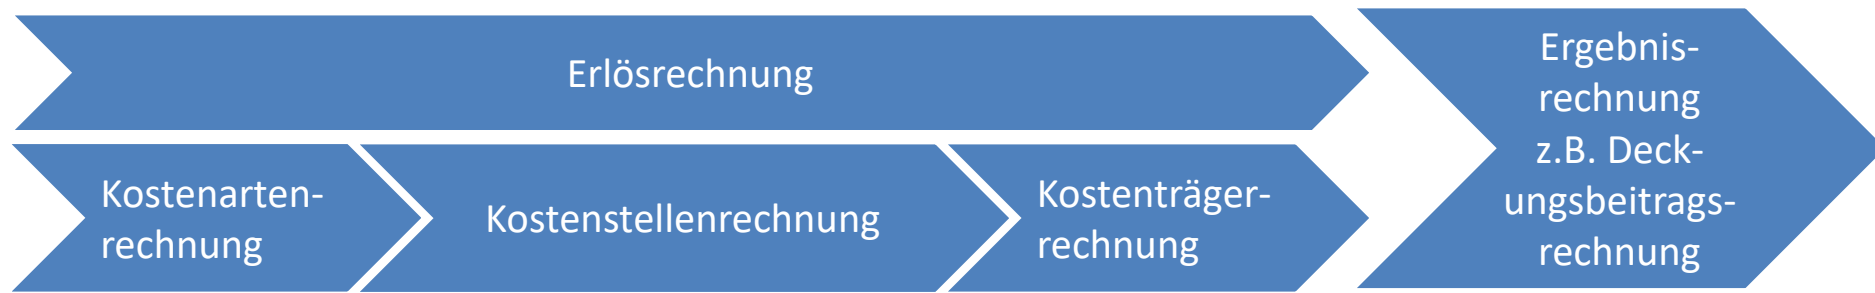 Erlösrechnung
Kostenarten-
rechnung
Kostenstellenrechnung
Kostenträger-
rechnung
Ergebnis-
rechnung
z.B. Deck-
ungsbeitrags-
rechnung